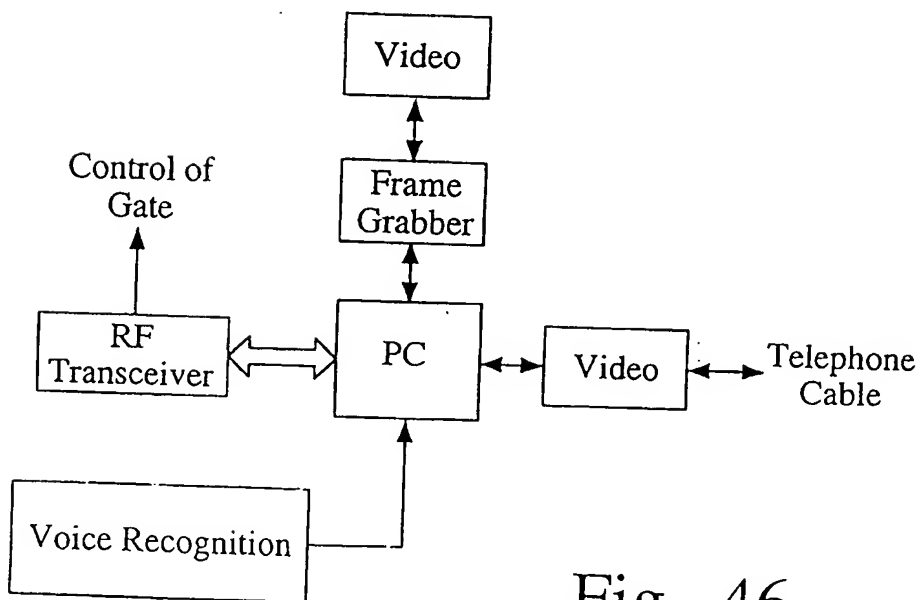 Video
Control of
Gate
Frame
Grabber
RF
Transceiver
PC
Video
Telephone
Cable
Voice Recognition
Fig. 46